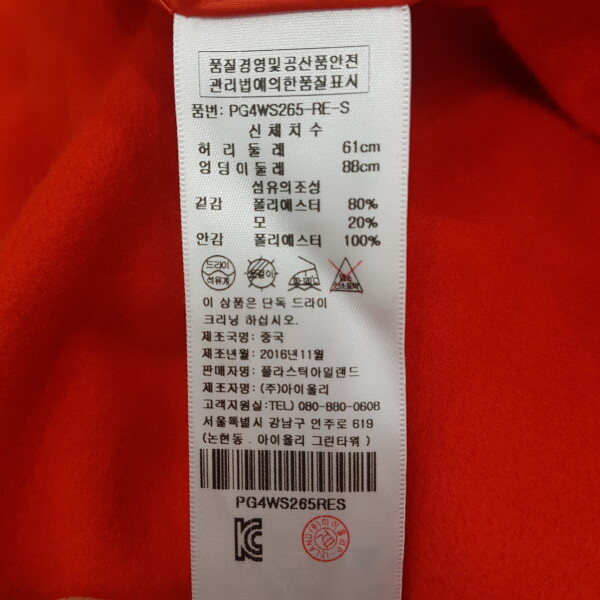 품질경영및공산품안전
관리법에의한품질표시
품번: PG4WS265-RE-S
신체치수
허리둘레 61cm
엉덩이둘레 88cm
섬유의조성
겉감 폴리에스터 80%
모 20%
안감 폴리에스터 100%
드라이
석유계
이 상품은 단독 드라이
크리닝 하십시오.
제조국명: 중국
제조년월: 2016년11월
판매자명: 플라스틱아일랜드
제조자명: (주)아이올리
고객지원실:TEL) 080-880-0608
서울특별시 강남구 언주로 619
(논현동. 아이올리 그린타워 )
PG4WS265RES